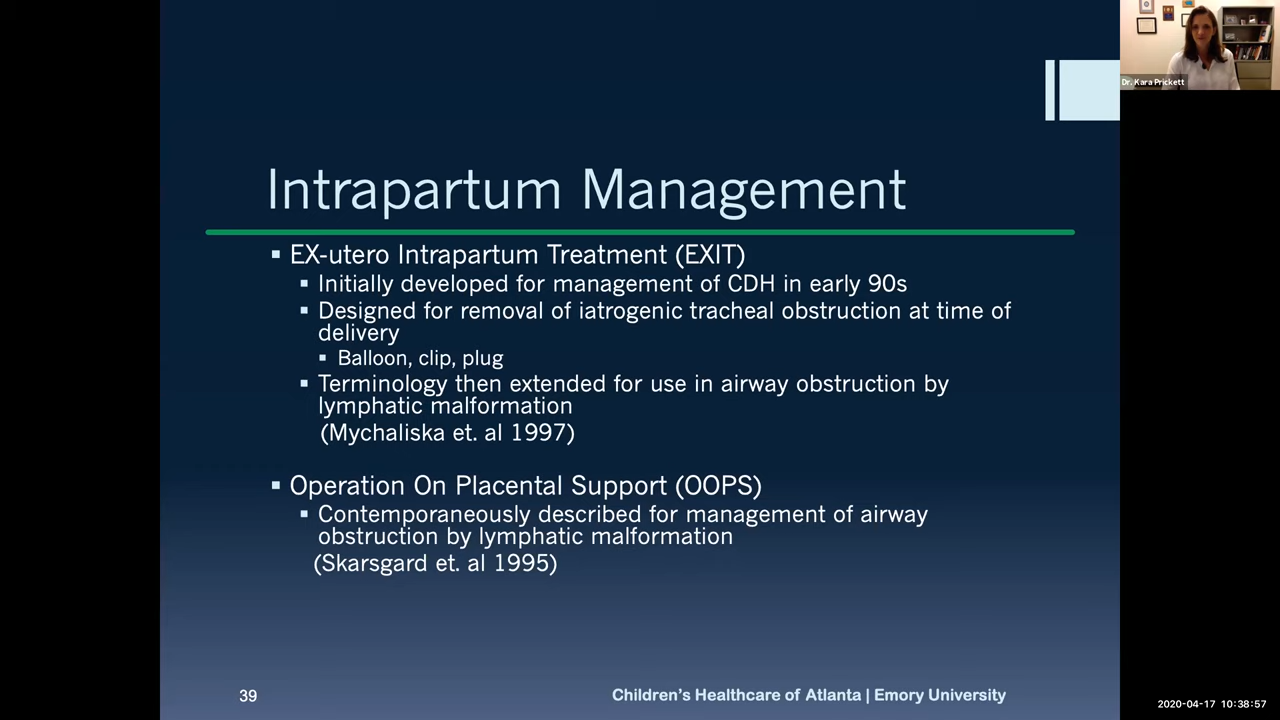 Dr. Kara Prickett
Intrapartum Management
▪ EX-utero Intrapartum Treatment (EXIT)
▪ Initially developed for management of CDH in early 90s
▪ Designed for removal of iatrogenic tracheal obstruction at time of
delivery
▪ Balloon, clip, plug
▪ Terminology then extended for use in airway obstruction by
lymphatic malformation
(Mychaliska et. al 1997)
▪ Operation On Placental Support (OOPS)
▪ Contemporaneously described for management of airway
obstruction by lymphatic malformation
(Skarsgard et. al 1995)
39
Children's Healthcare of Atlanta | Emory University
2020-04-17 10:38:57